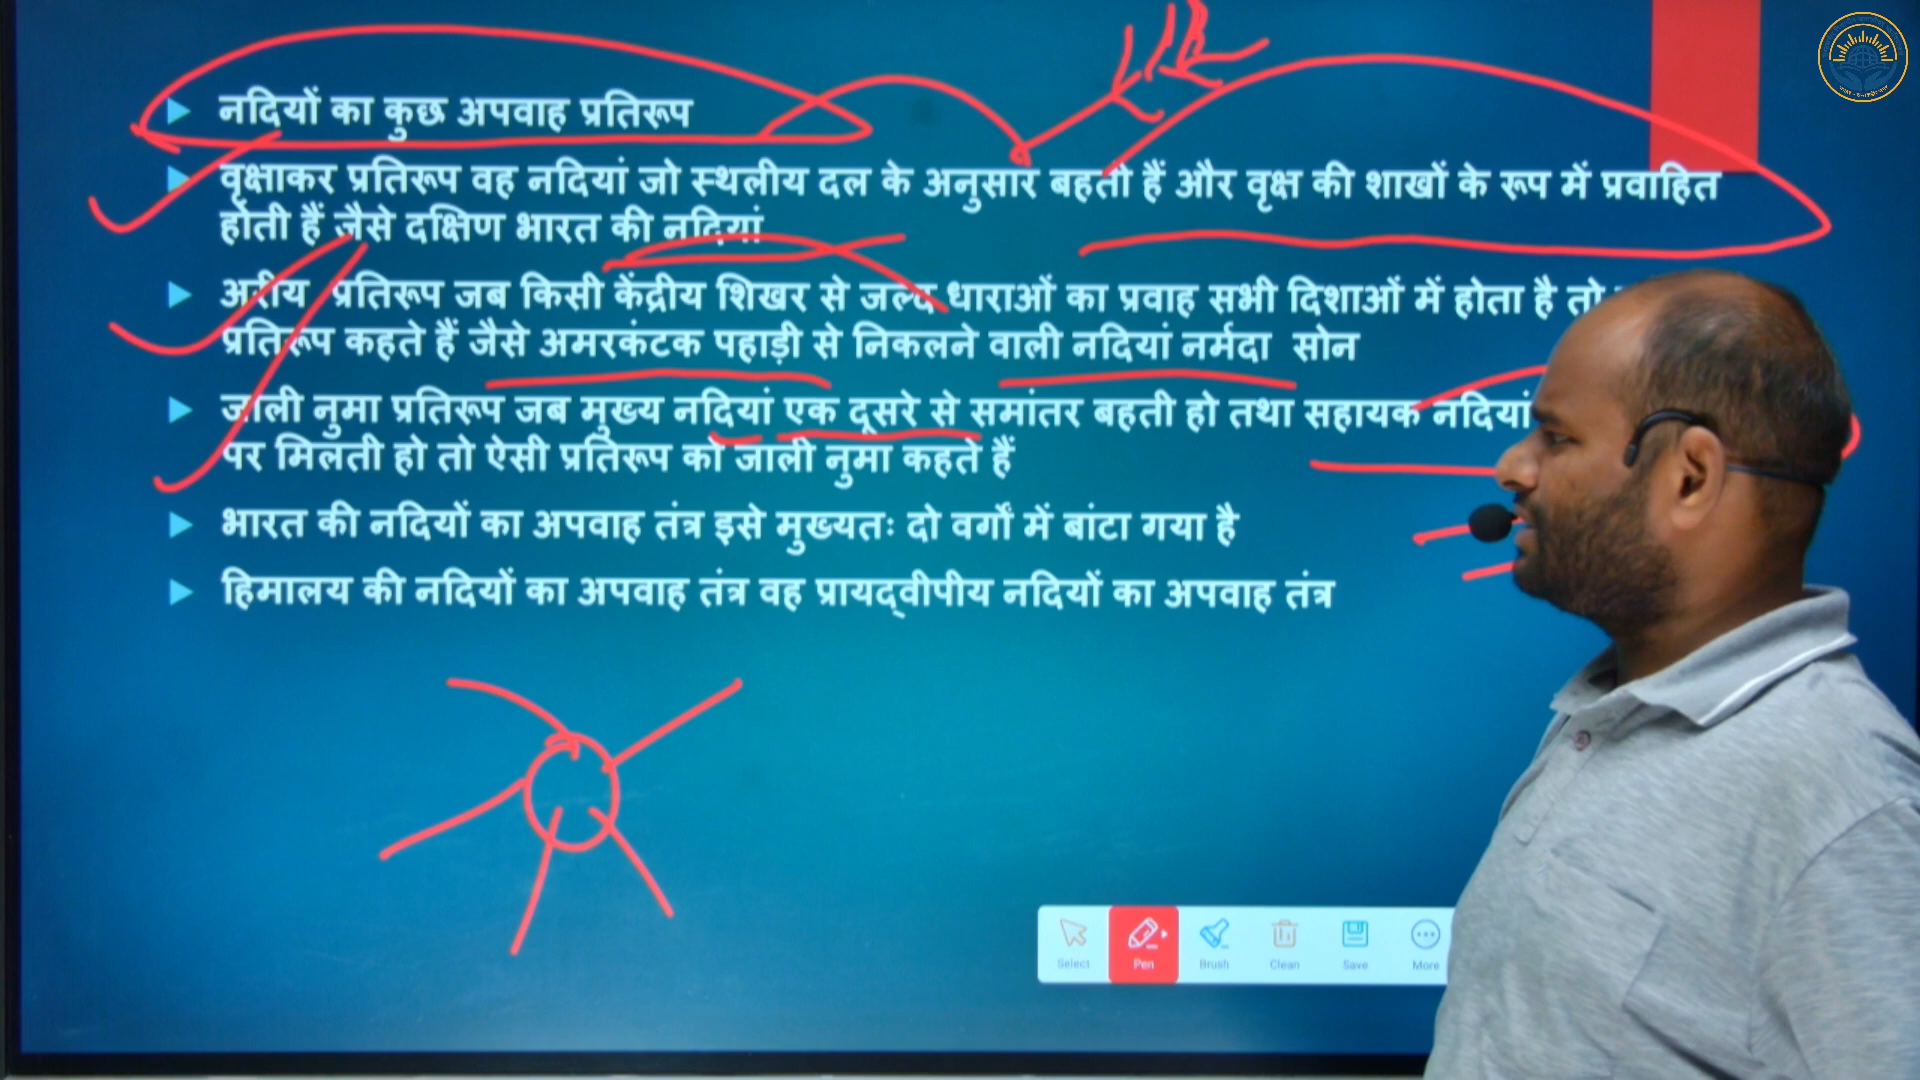 नदियों का कुछ अपवाह प्रतिरूप
वृक्षाकर प्रतिरूप वह नदियां जो स्थलीय दल के अनुसार बहती हैं और वृक्ष की शाखों के रूप में प्रवाहित
होती हैं जैसे दक्षिण भारत की नदियां
अरीय प्रतिरूप जब किसी केंद्रीय शिखर से जल्द धाराओं का प्रवाह सभी दिशाओं में होता है तो
प्रतिरूप कहते हैं जैसे अमरकंटक पहाड़ी से निकलने वाली नदियां नर्मदा सोन
जाली नुमा प्रतिरूप जब मुख्य नदियां एक दूसरे से समांतर बहती हो तथा सहायक नदियां
पर मिलती हो तो ऐसी प्रतिरूप को जाली नुमा कहते हैं
भारत की नदियों का अपवाह तंत्र इसे मुख्यतः दो वर्गों में बांटा गया है
हिमालय की नदियों का अपवाह तंत्र वह प्रायद्वीपीय नदियों का अपवाह तंत्र
Select Pen Brush Clean Save More